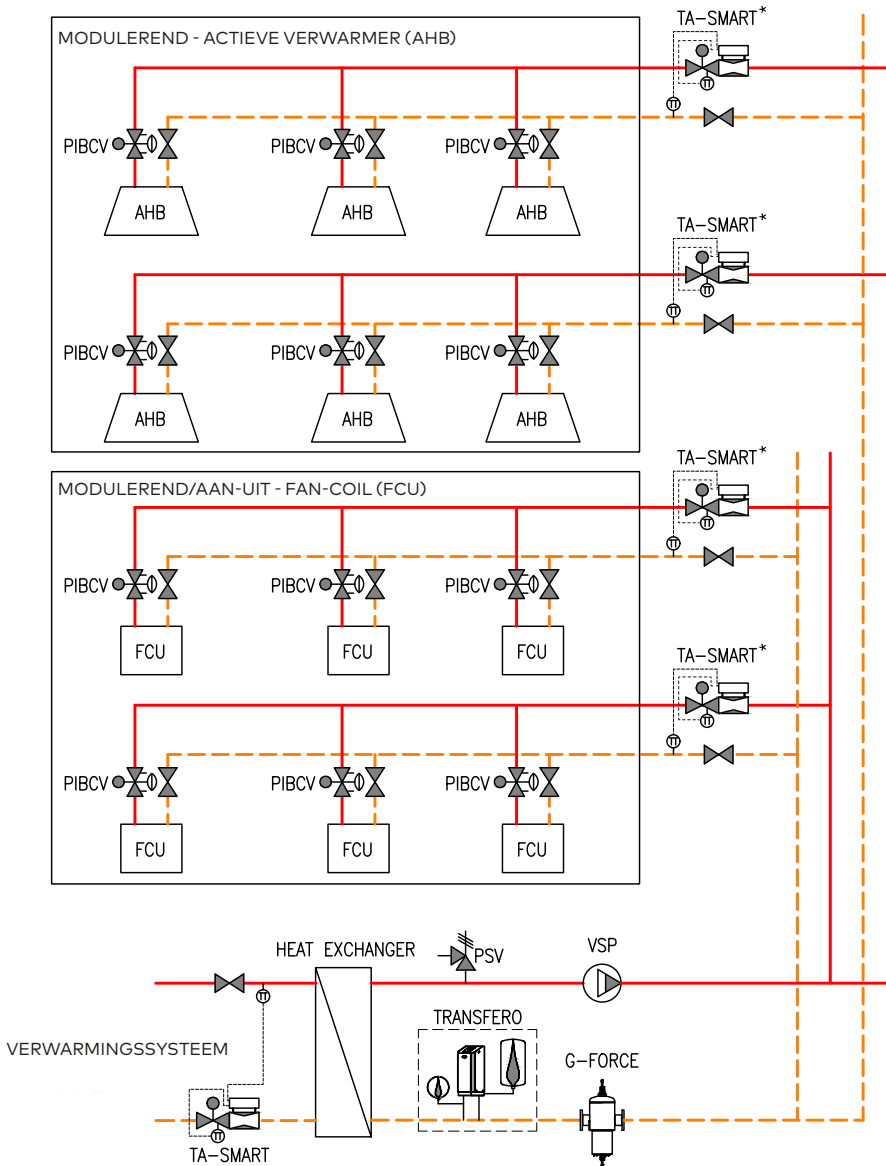 MODULEREND - ACTIEVE VERWARMER (AHB)
TA-SMART*
PIBCV PIBCV PIBCV
AHB AHB AHB
TA-SMART*
PIBCV PIBCV PIBCV
AHB AHB AHB
TA-SMART*
MODULEREND/AAN-UIT - FAN-COIL (FCU)
PIBCV PIBCV PIBCV
FCU FCU FCU
TA-SMART*
PIBCV PIBCV PIBCV
FCU FCU FCU
HEAT EXCHANGER
PSV
VSP
TRANSFERO
VERWARMINGSSYSTEEM
G-FORCE
TA-SMART